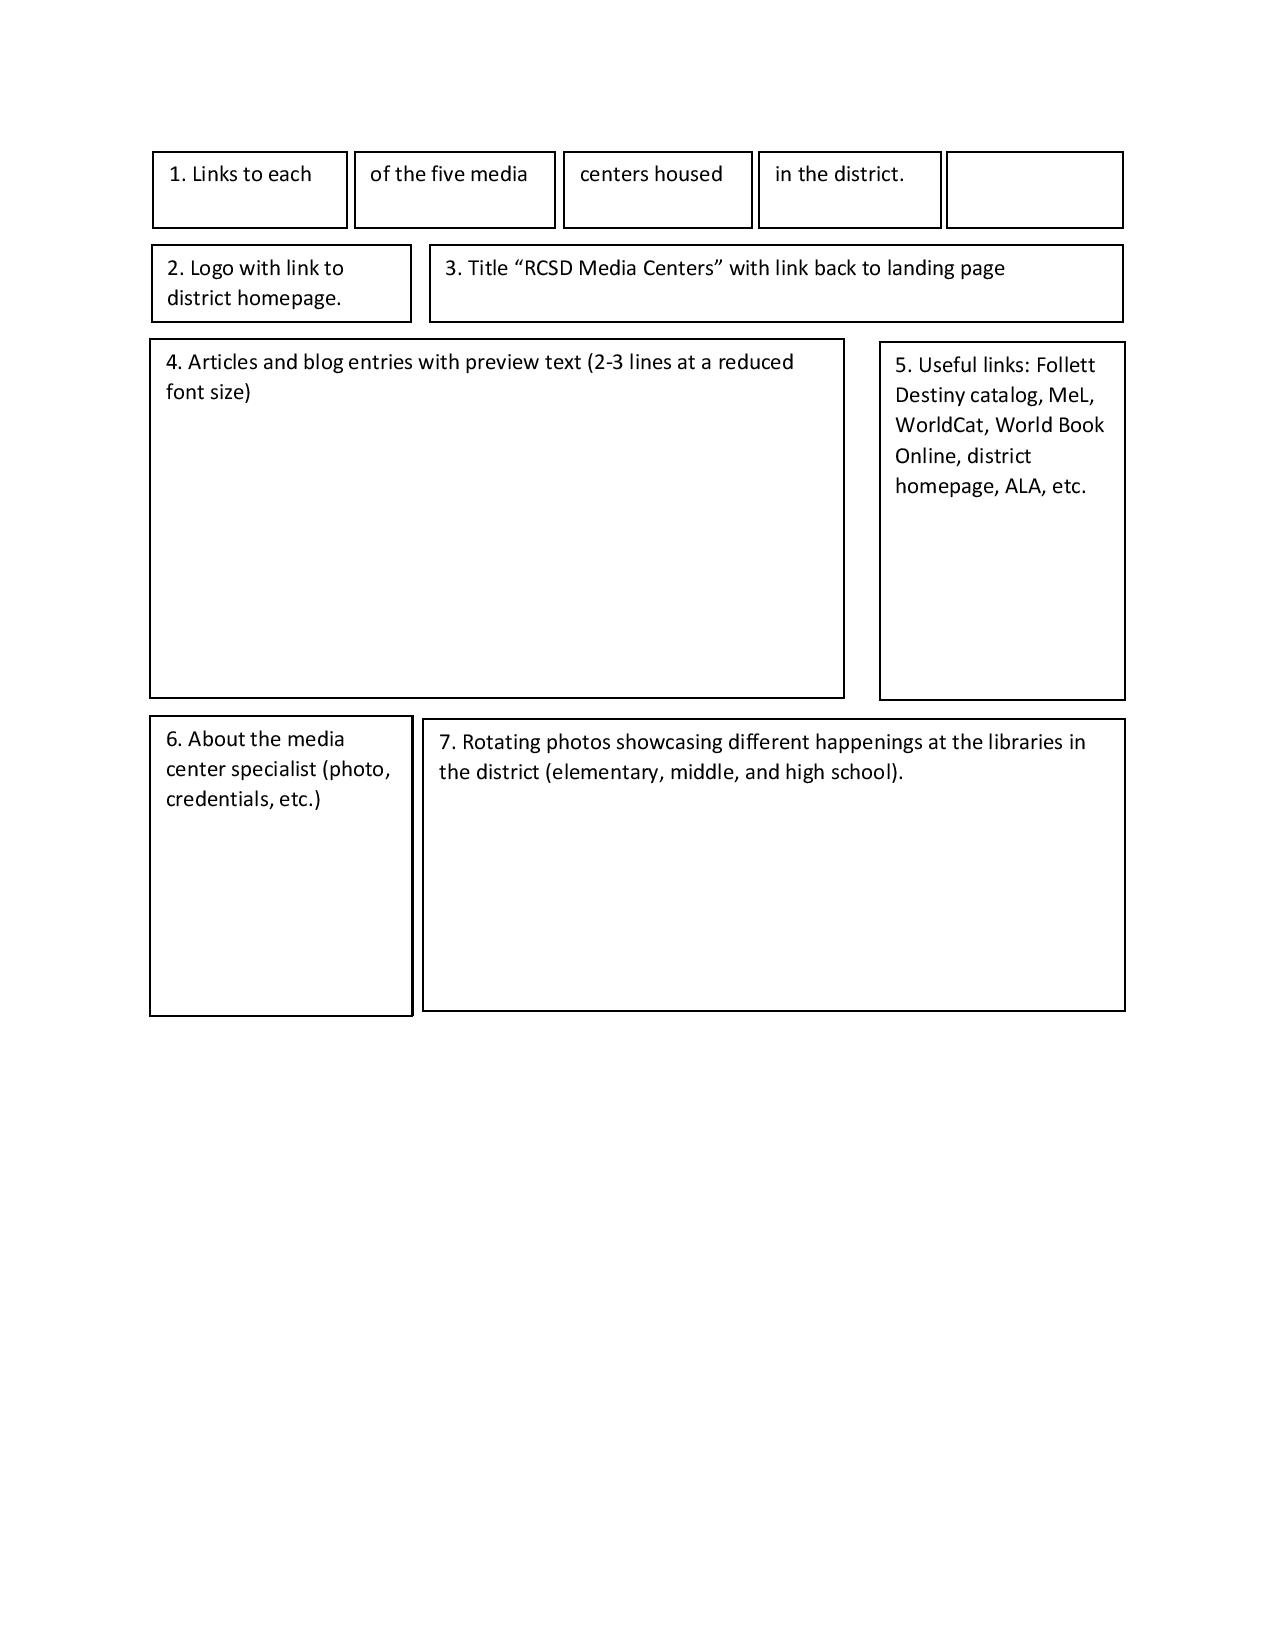 1. Links to each
of the five media
centers housed
in the district.
2. Logo with link to
district homepage.
3. Title “RCSD Media Centers” with link back to landing page
4. Articles and blog entries with preview text (2-3 lines at a reduced
font size)
5. Useful links: Follett
Destiny catalog, MeL,
WorldCat, World Book
Online, district
homepage, ALA, etc.
6. About the media
center specialist (photo,
credentials, etc.)
7. Rotating photos showcasing different happenings at the libraries in
the district (elementary, middle, and high school).